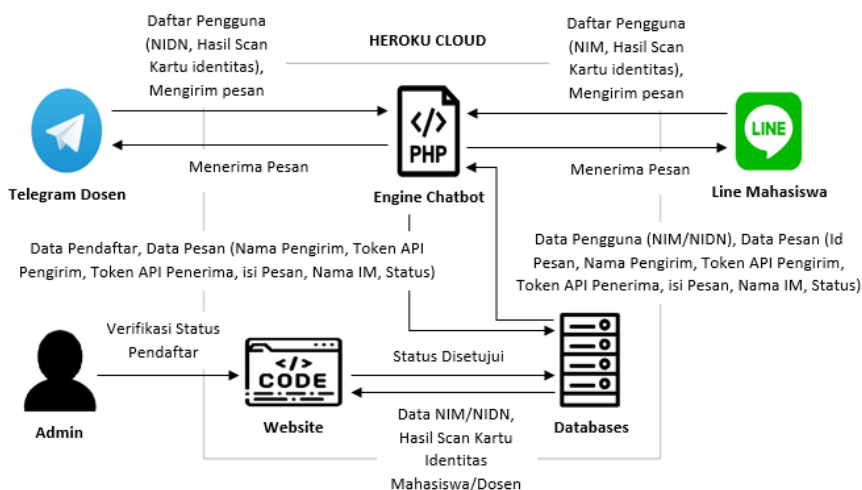 Daftar Pengguna
(NIDN, Hasil Scan
Kartu identitas),
Mengirim pesan
HEROKU CLOUD
Daftar Pengguna
(NIM, Hasil Scan
Kartu identitas),
Mengirim pesan
</>
PHP
LINE
Menerima Pesan
Menerima Pesan
Telegram Dosen
Engine Chatbot
Line Mahasiswa
Data Pendaftar, Data Pesan (Nama Pengirim, Token API
Pengirim, Token API Penerima, isi Pesan, Nama IM, Status)
Data Pengguna (NIM/NIDN), Data Pesan (Id
Pesan, Nama Pengirim, Token API Pengirim,
Token API Penerima, isi Pesan, Nama IM, Status)
Verifikasi Status
Pendaftar
</>
CODE
Status Disetujui
Admin
Website
Data NIM/NIDN,
Hasil Scan Kartu
Identitas
Mahasiswa/Dosen
Databases